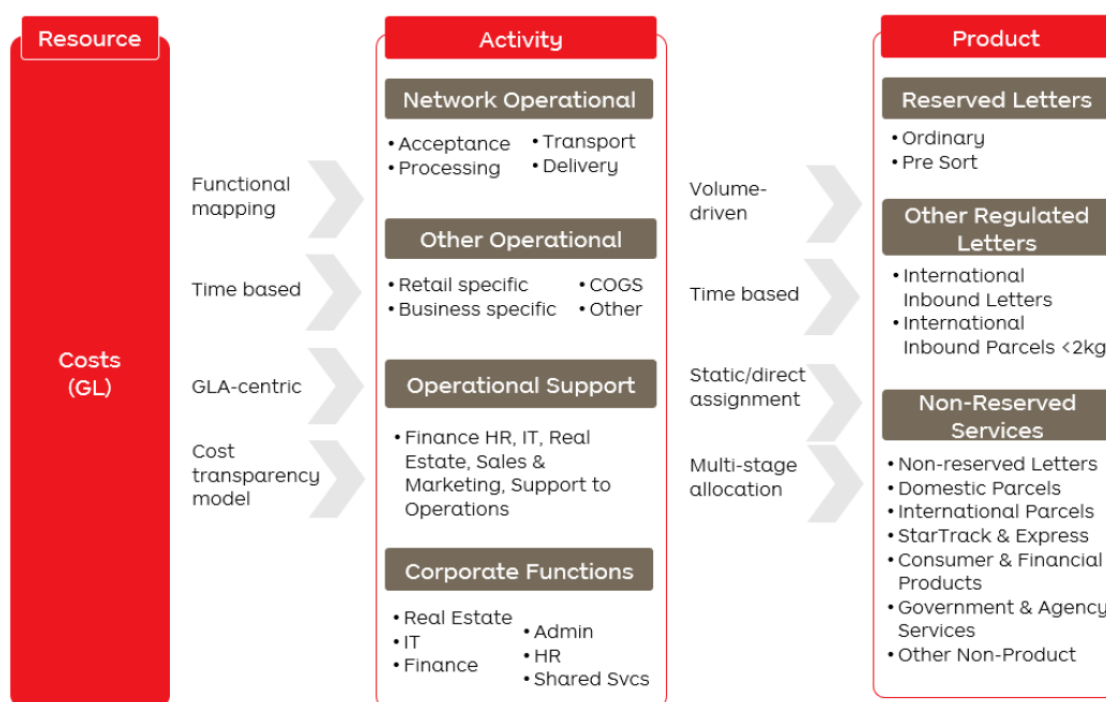 Resource
Costs
(GL)
Functional
mapping
Time based
GLA-centric
Cost
transparency
model
Activity
Network Operational
• Acceptance
• Processing
• Transport
• Delivery
Other Operational
• Retail specific
• Business specific
• COGS
• Other
Operational Support
• Finance HR, IT, Real
Estate, Sales &
Marketing, Support to
Operations
Corporate Functions
• Real Estate
• IT
• Finance
• Admin
• HR
• Shared Svcs
Volume-
driven
Time based
Static/direct
assignment
Multi-stage
allocation
Product
Reserved Letters
• Ordinary
• Pre Sort
Other Regulated
Letters
• International
Inbound Letters
• International
Inbound Parcels <2kg
Non-Reserved
Services
• Non-reserved Letters
• Domestic Parcels
• International Parcels
• StarTrack & Express
• Consumer & Financial
Products
• Government & Agency
Services
• Other Non-Product